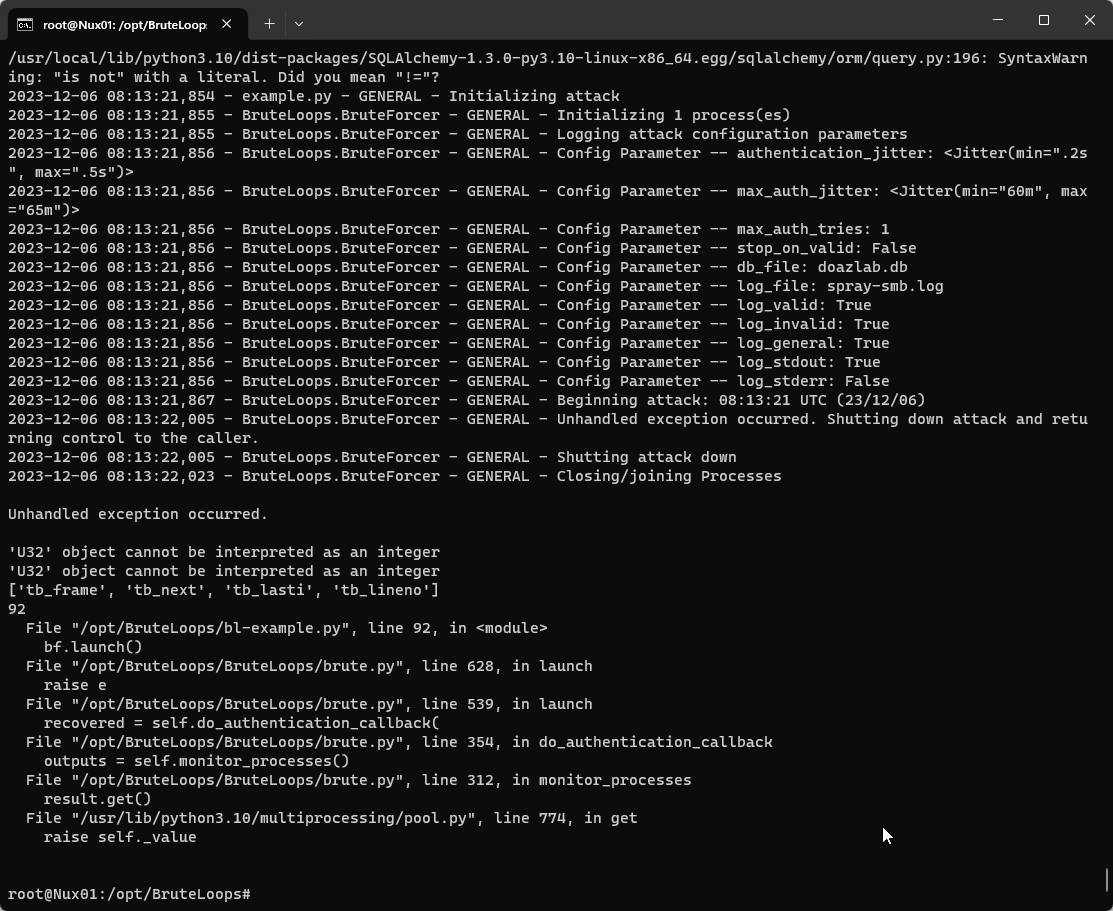 root@Nux01: /opt/BruteLoop:
/usr/local/lib/python3.10/dist-packages/SQLAlchemy-1.3.0-py3.10-linux-x86_64.egg/sqlalchemy/orm/query.py:196: SyntaxWarn
ing: "is not" with a literal. Did you mean "!="?
2023-12-06 08:13:21,854 - example.py - GENERAL - Initializing attack
2023-12-06 08:13:21,855 - BruteLoops.BruteForcer - GENERAL - Initializing 1 process(es)
2023-12-06 08:13:21,855 - BruteLoops.BruteForcer - GENERAL - Logging attack configuration parameters
2023-12-06 08:13:21,856 - BruteLoops.BruteForcer - GENERAL - Config Parameter -- authentication_jitter: <Jitter(min=".2s
", max=".5s")>
2023-12-06 08:13:21,856 - BruteLoops.BruteForcer - GENERAL - Config Parameter -- max_auth_jitter: <Jitter(min="60m", max
="65m")>
2023-12-06 08:13:21,856 - BruteLoops.BruteForcer - GENERAL - Config Parameter -- max_auth_tries: 1
2023-12-06 08:13:21,856 - BruteLoops.BruteForcer - GENERAL - Config Parameter -- stop_on_valid: False
2023-12-06 08:13:21,856 - BruteLoops.BruteForcer - GENERAL - Config Parameter -- db_file: doazlab.db
2023-12-06 08:13:21,856 - BruteLoops.BruteForcer - GENERAL - Config Parameter -- log_file: spray-smb.log
2023-12-06 08:13:21,856 - BruteLoops.BruteForcer - GENERAL - Config Parameter -- log_valid: True
2023-12-06 08:13:21,856 - BruteLoops.BruteForcer - GENERAL - Config Parameter -- log_invalid: True
2023-12-06 08:13:21,856 - BruteLoops.BruteForcer - GENERAL - Config Parameter -- log_general: True
2023-12-06 08:13:21,856 - BruteLoops.BruteForcer - GENERAL - Config Parameter -- log_stdout: True
2023-12-06 08:13:21,856 - BruteLoops.BruteForcer - GENERAL - Config Parameter -- log_stderr: False
2023-12-06 08:13:21,867 - BruteLoops.BruteForcer - GENERAL - Beginning attack: 08:13:21 UTC (23/12/06)
2023-12-06 08:13:22,005 - BruteLoops.BruteForcer - GENERAL - Unhandled exception occurred. Shutting down attack and retu
rning control to the caller.
2023-12-06 08:13:22,005 - BruteLoops.BruteForcer - GENERAL - Shutting attack down
2023-12-06 08:13:22,023 - BruteLoops.BruteForcer - GENERAL - Closing/joining Processes
Unhandled exception occurred.
'U32' object cannot be interpreted as an integer
'U32' object cannot be interpreted as an integer
['tb_frame', 'tb_next', 'tb_lasti', 'tb_lineno']
92
File "/opt/BruteLoops/bl-example.py", line 92, in <module>
bf.launch()
File "/opt/BruteLoops/BruteLoops/brute.py", line 628, in launch
raise e
File "/opt/BruteLoops/BruteLoops/brute.py", line 539, in launch
recovered = self.do_authentication_callback(
File "/opt/BruteLoops/BruteLoops/brute.py", line 354, in do_authentication_callback
outputs = self.monitor_processes()
File "/opt/BruteLoops/BruteLoops/brute.py", line 312, in monitor_processes
result.get()
File "/usr/lib/python3.10/multiprocessing/pool.py", line 774, in get
raise self._value
root@Nux01:/opt/BruteLoops#